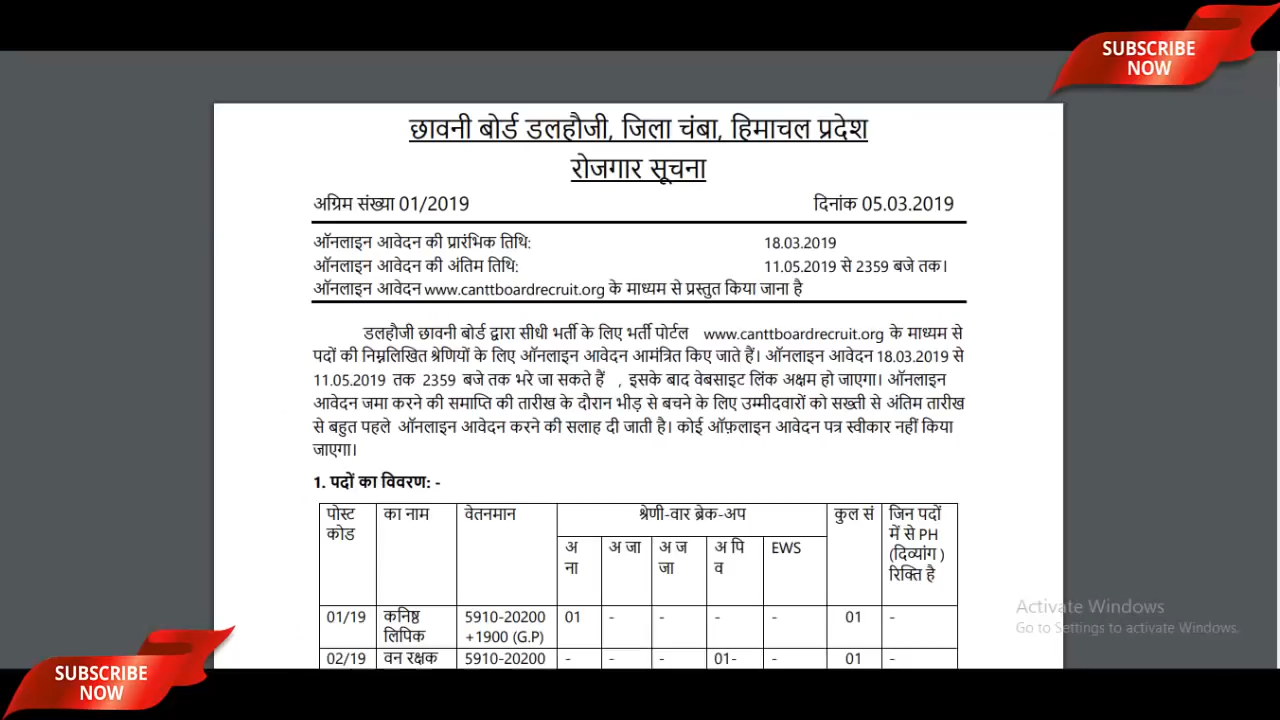 SUBSCRIBE
NOW
छावनी बोर्ड डलहौजी, जिला चंबा, हिमाचल प्रदेश
रोजगार सूचना
अग्रिम संख्या 01/2019 दिनांक 05.03.2019
ऑनलाइन आवेदन की प्रारंभिक तिथि: 18.03.2019
ऑनलाइन आवेदन की अंतिम तिथि: 11.05.2019 से 2359 बजे तक।
ऑनलाइन आवेदन www.canttboardrecruit.org के माध्यम से प्रस्तुत किया जाना है
डलहौजी छावनी बोर्ड द्वारा सीधी भर्ती के लिए भर्ती पोर्टल www.canttboardrecruit.org के माध्यम से
पदों की निम्नलिखित श्रेणियों के लिए ऑनलाइन आवेदन आमंत्रित किए जाते हैं। ऑनलाइन आवेदन 18.03.2019 से
11.05.2019 तक 2359 बजे तक भरे जा सकते हैं , इसके बाद वेबसाइट लिंक अक्षम हो जाएगा। ऑनलाइन
आवेदन जमा करने की समाप्ति की तारीख के दौरान भीड़ से बचने के लिए उम्मीदवारों को सख्ती से अंतिम तारीख
से बहुत पहले ऑनलाइन आवेदन करने की सलाह दी जाती है। कोई ऑफ़लाइन आवेदन पत्र स्वीकार नहीं किया
जाएगा।
1. पदों का विवरण: -
पोस्ट का नाम वेतनमान श्रेणी-वार ब्रेक-अप कुल सं जिन पदों
कोड में से PH
अ अ जा अ ज अ पि EWS (दिव्यांग )
ना जा व रिक्ति है
01/19 कनिष्ठ 5910-20200 01 - - - - 01 -
लिपिक +1900 (G.P)
02/19 वन रक्षक 5910-20200 - - - 01- - 01 -
Activate Windows
Go to Settings to activate Windows.
SUBSCRIBE
NOW